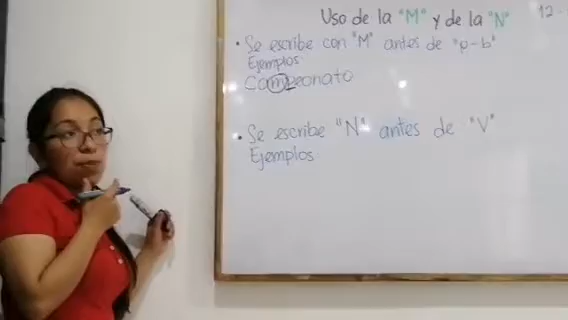 Uso de la "M" y de la "N" 12-
• Se escribe con "M" antes de "p-b"
Ejemplos
Campeonato
• Se escribe "N" antes de "V"
Ejemplos